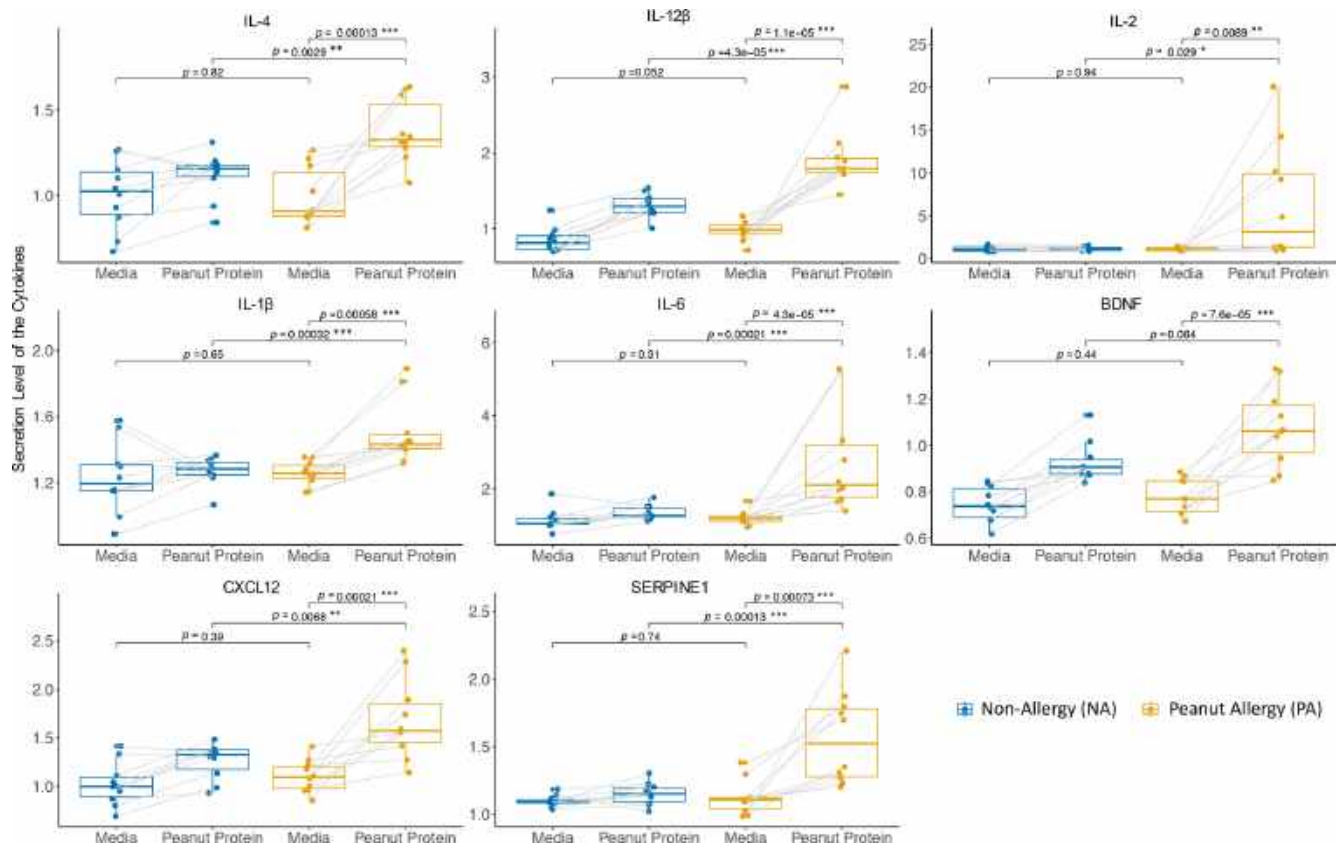 IL-4
p = 0.00013 ***
p = 0.0029 **
p = 0.82
1.5
1.0
Media Peanut Protein Media Peanut Protein
IL-12β
p = 1.1e-05 ***
p =4.3e-05 ***
p =0.052
3
2
1
Media Peanut Protein Media Peanut Protein
IL-2
p = 0.0089 **
p = 0.029 *
p = 0.94
25
20
15
10
5
0
Media Peanut Protein Media Peanut Protein
Secretion Level of the Cytokines
IL-1β
p =0.00058 ***
p = 0.00032 ***
p = 0.65
2.0
1.6
1.2
Media Peanut Protein Media Peanut Protein
IL-6
p = 4.3e-05 ***
p = 0.00021 ***
p = 0.31
6
4
2
Media Peanut Protein Media Peanut Protein
BDNF
p = 7.6e-05 ***
p = 0.064
p = 0.44
1.4
1.2
1.0
0.8
0.6
Media Peanut Protein Media Peanut Protein
CXCL12
p = 0.00021 ***
p = 0.0068 **
p = 0.39
2.5
2.0
1.5
1.0
Media Peanut Protein Media Peanut Protein
SERPINE1
p = 0.00073 ***
p = 0.00013 ***
p =0.74
2.5
2.0
1.5
1.0
Media Peanut Protein Media Peanut Protein
Non-Allergy (NA) Peanut Allergy (PA)